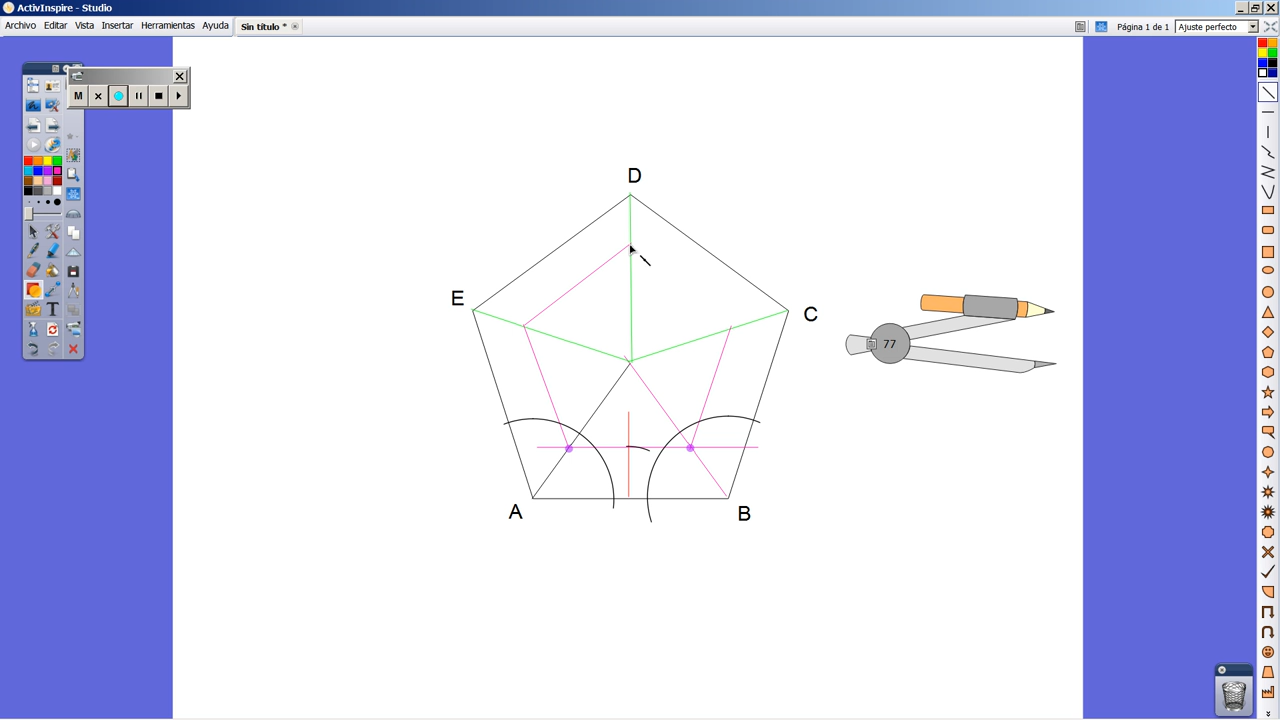 ActivInspire - Studio
Archivo Editar Vista Insertar Herramientas Ayuda Sin título * Página 1 de 1 Ajuste perfecto
M
D
E
C
77
A
B
T